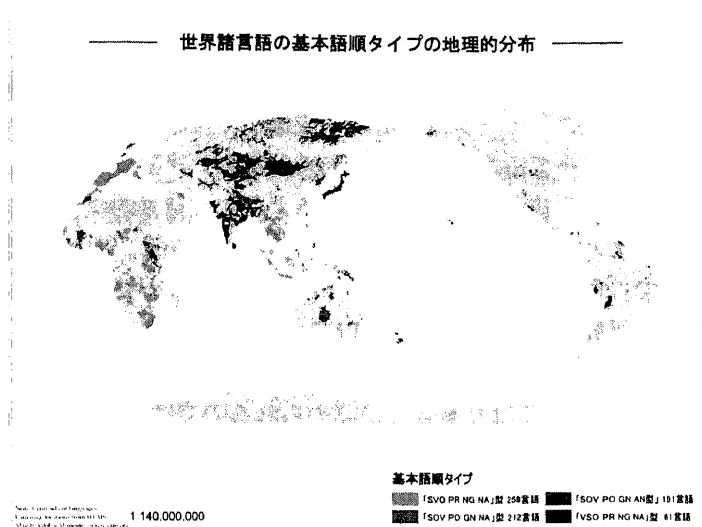 世界諸言語の基本語順タイプの地理的分布
基本語順タイプ
「SVO PR NG NA」型 258言語
「SOV PO GN AN型」 191言語
「SOV PO GN NA」型 212言語
「VSO PR NG NA」型 61言語
1 140,000,000